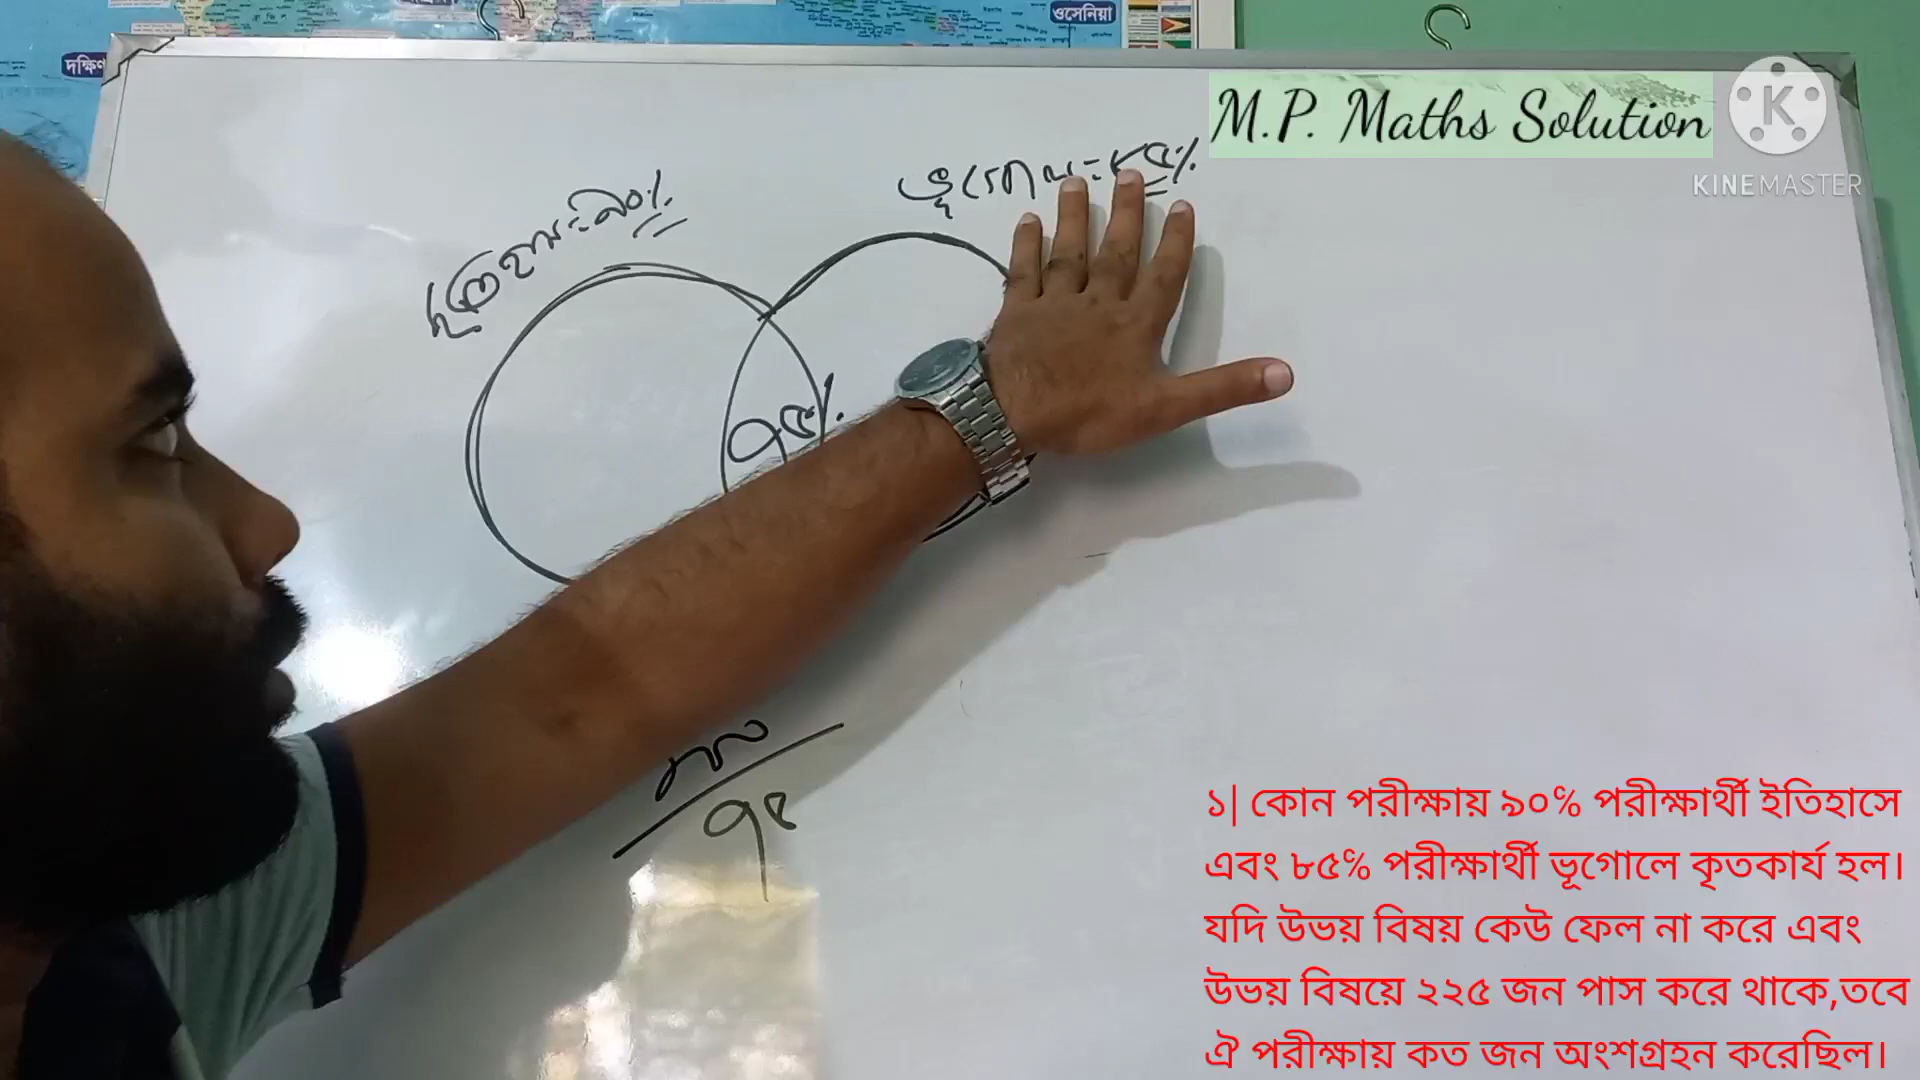 ওসেনিয়া
দক্ষিণ
M.P. Maths Solution
K
KINEMASTER
ভূগোল=৮৫%
ইতিহাস=৯০%
৭৫%
৭৫
১| কোন পরীক্ষায় ৯০% পরীক্ষার্থী ইতিহাসে
এবং ৮৫% পরীক্ষার্থী ভূগোলে কৃতকার্য হল।
যদি উভয় বিষয় কেউ ফেল না করে এবং
উভয় বিষয়ে ২২৫ জন পাস করে থাকে,তবে
ঐ পরীক্ষায় কত জন অংশগ্রহন করেছিল।